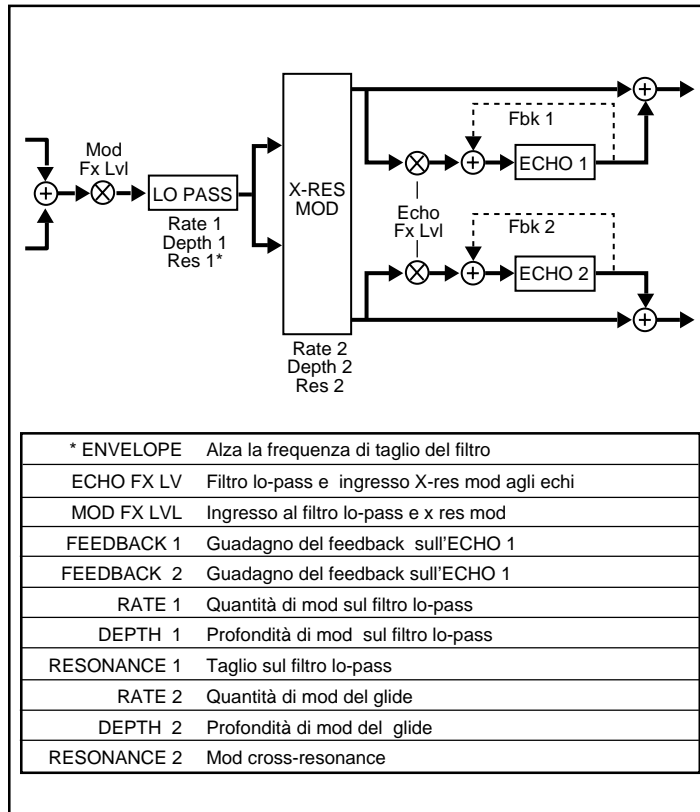 Fbk 1
Mod
Fx Lvl
ECHO 1
LO PASS
X-RES
MOD
Echo
Fx Lvl
Rate 1
Depth 1
Res 1*
Fbk 2
ECHO 2
Rate 2
Depth 2
Res 2
* ENVELOPE Alza la frequenza di taglio del filtro
ECHO FX LV Filtro lo-pass e ingresso X-res mod agli echi
MOD FX LVL Ingresso al filtro lo-pass e x res mod
FEEDBACK 1 Guadagno del feedback sull'ECHO 1
FEEDBACK 2 Guadagno del feedback sull'ECHO 1
RATE 1 Quantità di mod sul filtro lo-pass
DEPTH 1 Profondità di mod sul filtro lo-pass
RESONANCE 1 Taglio sul filtro lo-pass
RATE 2 Quantità di mod del glide
DEPTH 2 Profondità di mod del glide
RESONANCE 2 Mod cross-resonance